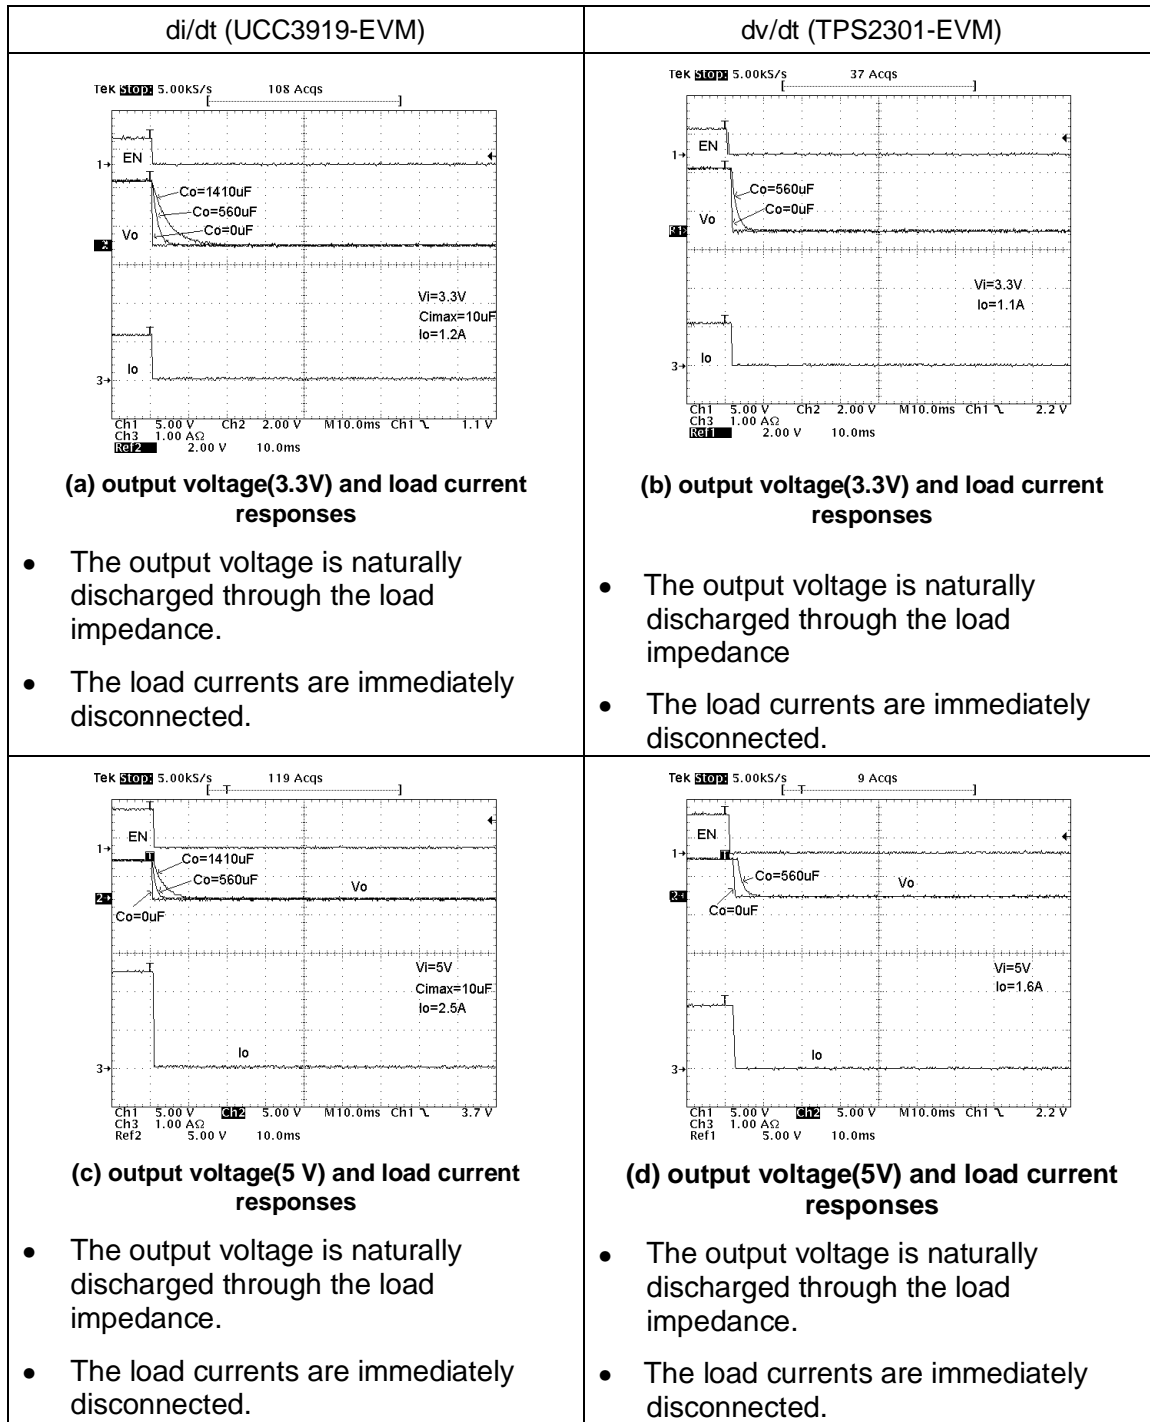 di/dt (UCC3919-EVM)
dv/dt (TPS2301-EVM)
Tek Stop: 5.00kS/s 108 Acqs
[ ]
T
EN
1→
T
Co=1410uF
Co=560uF
Co=0uF
Vo
Vi=3.3V
Cimax=10uF
Io=1.2A
T
Io
3→
Ch1 5.00 V Ch2 2.00 V M10.0ms Ch1 1.1 V
Ch3 1.00 AΩ
Ref2 2.00 V 10.0ms
(a) output voltage(3.3V) and load current
responses
• The output voltage is naturally
discharged through the load
impedance.
• The load currents are immediately
disconnected.
Tek Stop: 5.00kS/s 37 Acqs
[ ]
T
EN
1→
T
Co=560uF
Co=0uF
Vo
Vi=3.3V
Io=1.1A
T
Io
3→
Ch1 5.00 V Ch2 2.00 V M10.0ms Ch1 2.2 V
Ch3 1.00 AΩ
Ref1 2.00 V 10.0ms
(b) output voltage(3.3V) and load current
responses
• The output voltage is naturally
discharged through the load
impedance
• The load currents are immediately
disconnected.
Tek Stop: 5.00kS/s 119 Acqs
[ T ]
T
EN
1→
T
Co=1410uF
Co=560uF
Vo
2→
Co=0uF
Vi=5V
Cimax=10uF
Io=2.5A
T
Io
3→
Ch1 5.00 V Ch2 5.00 V M10.0ms Ch1 3.7 V
Ch3 1.00 AΩ
Ref2 5.00 V 10.0ms
(c) output voltage(5 V) and load current
responses
• The output voltage is naturally
discharged through the load
impedance.
• The load currents are immediately
disconnected.
Tek Stop: 5.00kS/s 9 Acqs
[ T ]
T
EN
1→
T
Co=560uF
Vo
2→
Co=0uF
Vi=5V
Io=1.6A
T
Io
3→
Ch1 5.00 V Ch2 5.00 V M10.0ms Ch1 2.2 V
Ch3 1.00 AΩ
Ref1 5.00 V 10.0ms
(d) output voltage(5V) and load current
responses
• The output voltage is naturally
discharged through the load
impedance.
• The load currents are immediately
disconnected.